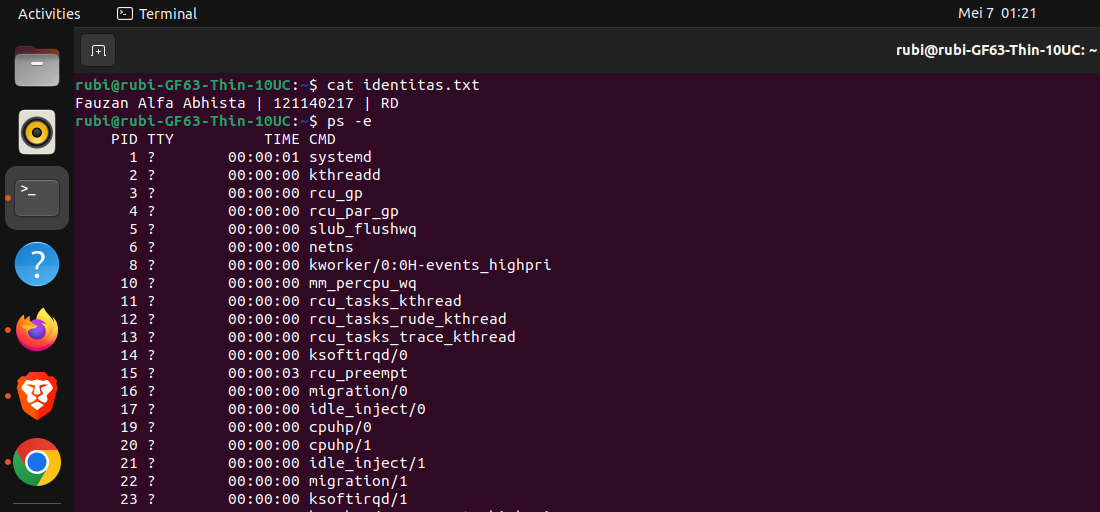 Activities Terminal Mei 7 01:21
rubi@rubi-GF63-Thin-10UC: ~
rubi@rubi-GF63-Thin-10UC:~$ cat identitas.txt
Fauzan Alfa Abhista | 121140217 | RD
rubi@rubi-GF63-Thin-10UC:~$ ps -e
PID TTY TIME CMD
1 ? 00:00:01 systemd
2 ? 00:00:00 kthreadd
3 ? 00:00:00 rcu_gp
4 ? 00:00:00 rcu_par_gp
5 ? 00:00:00 slub_flushwq
6 ? 00:00:00 netns
8 ? 00:00:00 kworker/0:0H-events_highpri
10 ? 00:00:00 mm_percpu_wq
11 ? 00:00:00 rcu_tasks_kthread
12 ? 00:00:00 rcu_tasks_rude_kthread
13 ? 00:00:00 rcu_tasks_trace_kthread
14 ? 00:00:00 ksoftirqd/0
15 ? 00:00:03 rcu_preempt
16 ? 00:00:00 migration/0
17 ? 00:00:00 idle_inject/0
19 ? 00:00:00 cpuhp/0
20 ? 00:00:00 cpuhp/1
21 ? 00:00:00 idle_inject/1
22 ? 00:00:00 migration/1
23 ? 00:00:00 ksoftirqd/1